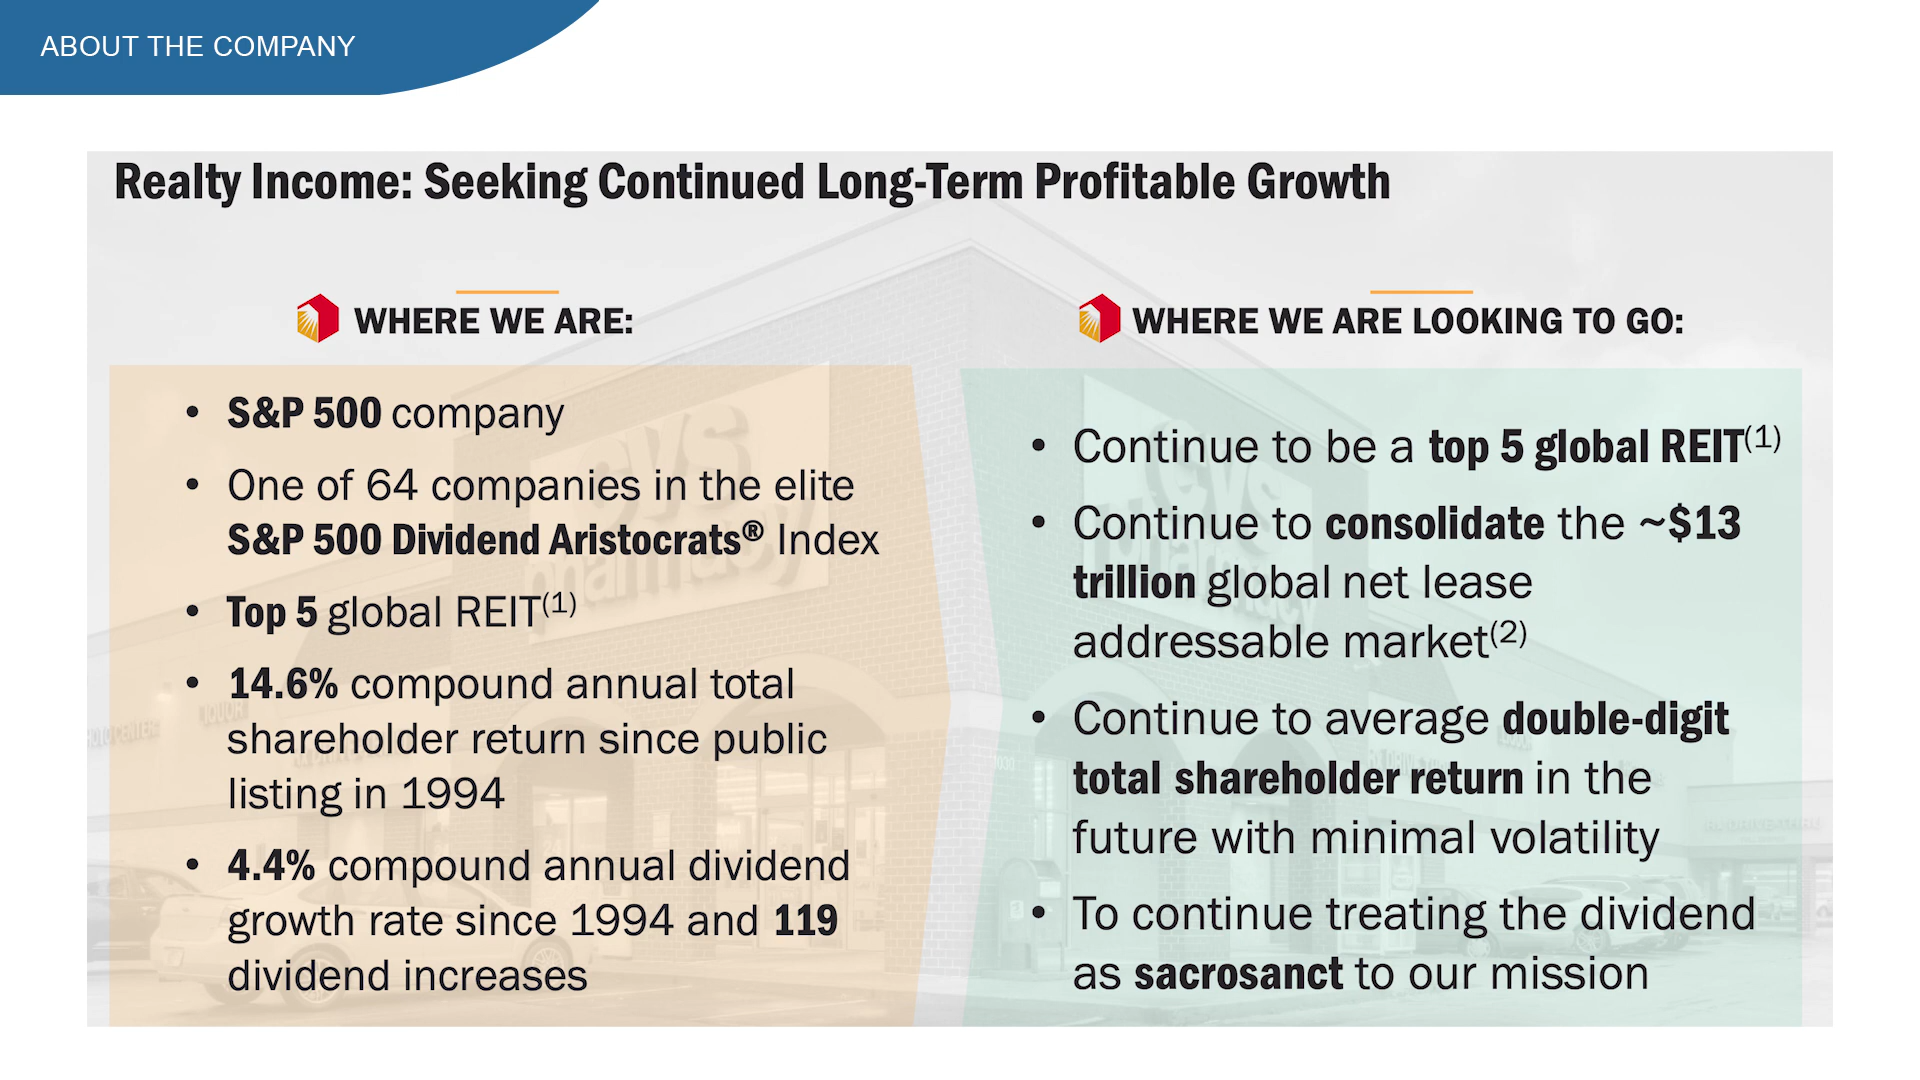 ABOUT THE COMPANY
Realty Income: Seeking Continued Long-Term Profitable Growth
WHERE WE ARE:
• S&P 500 company
• One of 64 companies in the elite
S&P 500 Dividend Aristocrats® Index
• Top 5 global REIT(1)
• 14.6% compound annual total
shareholder return since public
listing in 1994
• 4.4% compound annual dividend
growth rate since 1994 and 119
dividend increases
WHERE WE ARE LOOKING TO GO:
• Continue to be a top 5 global REIT(1)
• Continue to consolidate the ~$13
trillion global net lease
addressable market(2)
• Continue to average double-digit
total shareholder return in the
future with minimal volatility
• To continue treating the dividend
as sacrosanct to our mission
CVS
pharmacy
LIQUOR
CVS
pharmacy